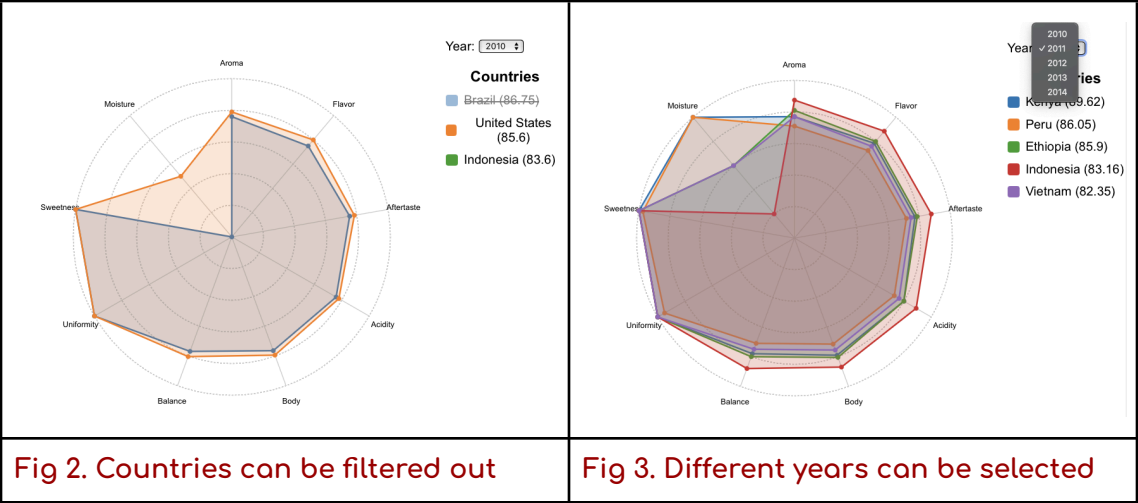 Year: 2010
Countries
Brazil (86.75)
United States
(85.6)
Indonesia (83.6)
Aroma
Flavor
Aftertaste
Acidity
Body
Balance
Uniformity
Sweetness
Moisture
Fig 2. Countries can be filtered out
2010
Year ✓ 2011
2012
2013
2014
ries
Kenya (89.62)
Peru (86.05)
Ethiopia (85.9)
Indonesia (83.16)
Vietnam (82.35)
Aroma
Flavor
Aftertaste
Acidity
Body
Balance
Uniformity
Sweetness
Moisture
Fig 3. Different years can be selected